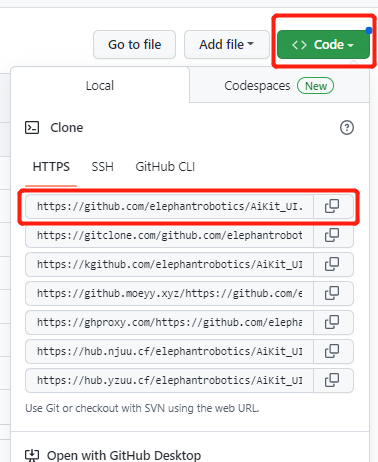 Go to file Add file <> Code
Local Codespaces New
Clone
HTTPS SSH GitHub CLI
https://github.com/elephantrobotics/AiKit_UI.
https://gitclone.com/github.com/elephantrobot
https://kgithub.com/elephantrobotics/AiKit_UI
https://github.moeyy.xyz/https://github.com/e
https://ghproxy.com/https://github.com/elepha
https://hub.njuu.cf/elephantrobotics/AiKit_UI
https://hub.yzuu.cf/elephantrobotics/AiKit_UI
Use Git or checkout with SVN using the web URL.
Open with GitHub Desktop